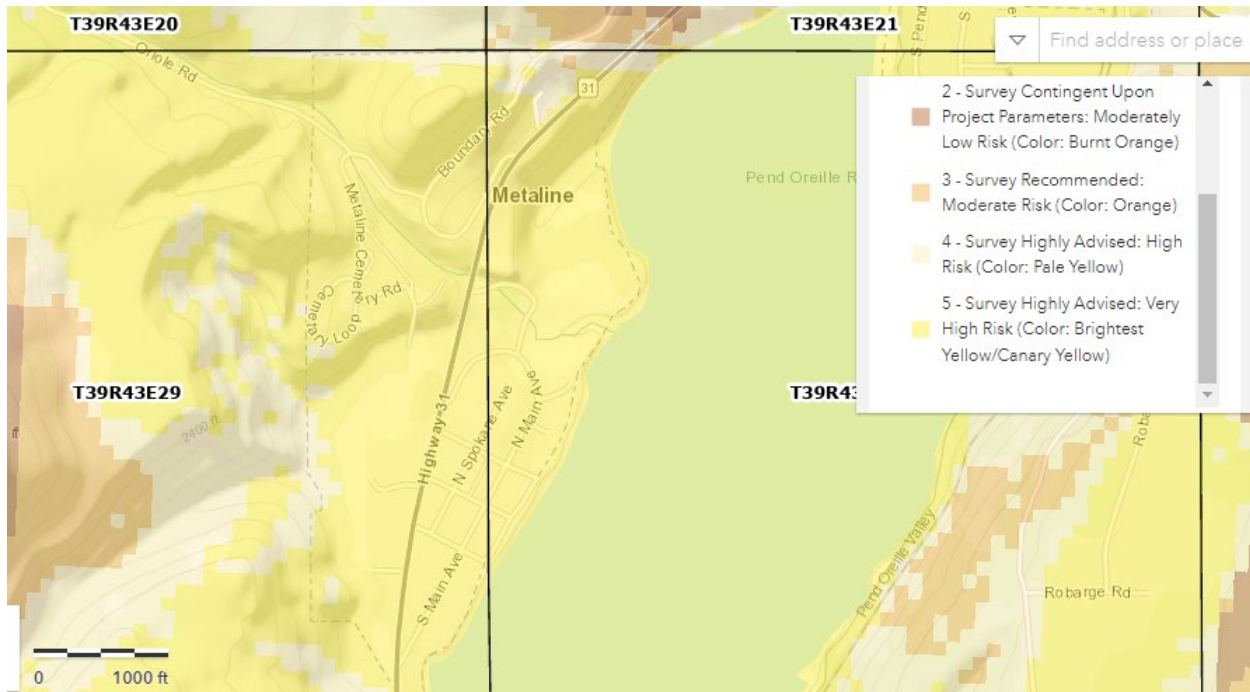 T39R43E20
T39R43E21
S Pend
S
Find address or place
Oriole Rd
31
Boundary Rd
2 - Survey Contingent Upon
Project Parameters: Moderately
Low Risk (Color: Burnt Orange)
3 - Survey Recommended:
Moderate Risk (Color: Orange)
4 - Survey Highly Advised: High
Risk (Color: Pale Yellow)
5 - Survey Highly Advised: Very
High Risk (Color: Brightest
Yellow/Canary Yellow)
Pend Oreille R
Metaline
Metaline Cemetery Rd
Cemetery Loop Rd
T39R43E29
T39R43
2400 ft
ft
Highway 31
N Spokane Ave
N Main Ave
Roba
S Main Ave
Pend Oreille Valley
Robarge Rd
0
1000 ft